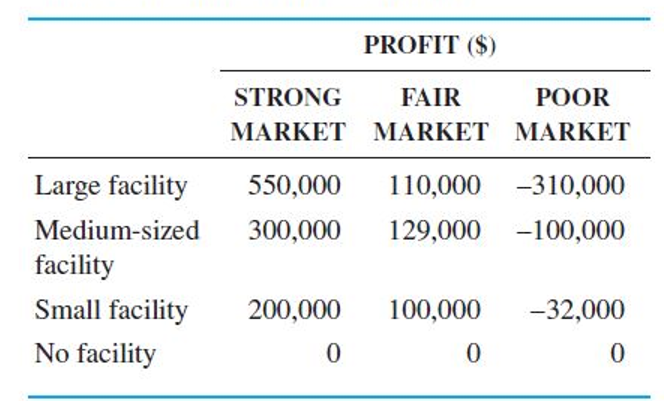 PROFIT ($)
STRONG FAIR POOR
MARKET MARKET MARKET
Large facility 550,000 110,000 –310,000
Medium-sized 300,000 129,000 –100,000
facility
Small facility 200,000 100,000 –32,000
No facility 0 0 0